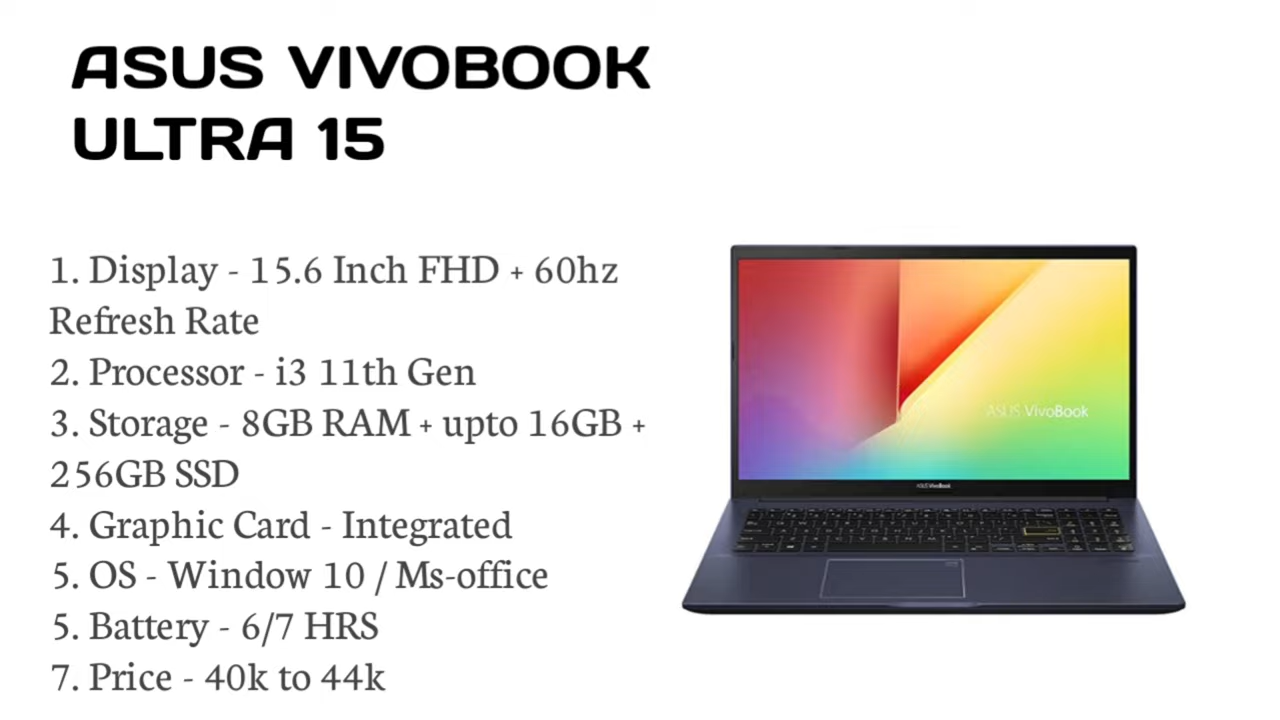 ASUS VIVOBOOK
ULTRA 15
1. Display - 15.6 Inch FHD + 60hz
Refresh Rate
2. Processor - i3 11th Gen
3. Storage - 8GB RAM + upto 16GB +
256GB SSD
4. Graphic Card - Integrated
5. OS - Window 10 / Ms-office
5. Battery - 6/7 HRS
7. Price - 40k to 44k
ASUS VivoBook
ASUS VivoBook